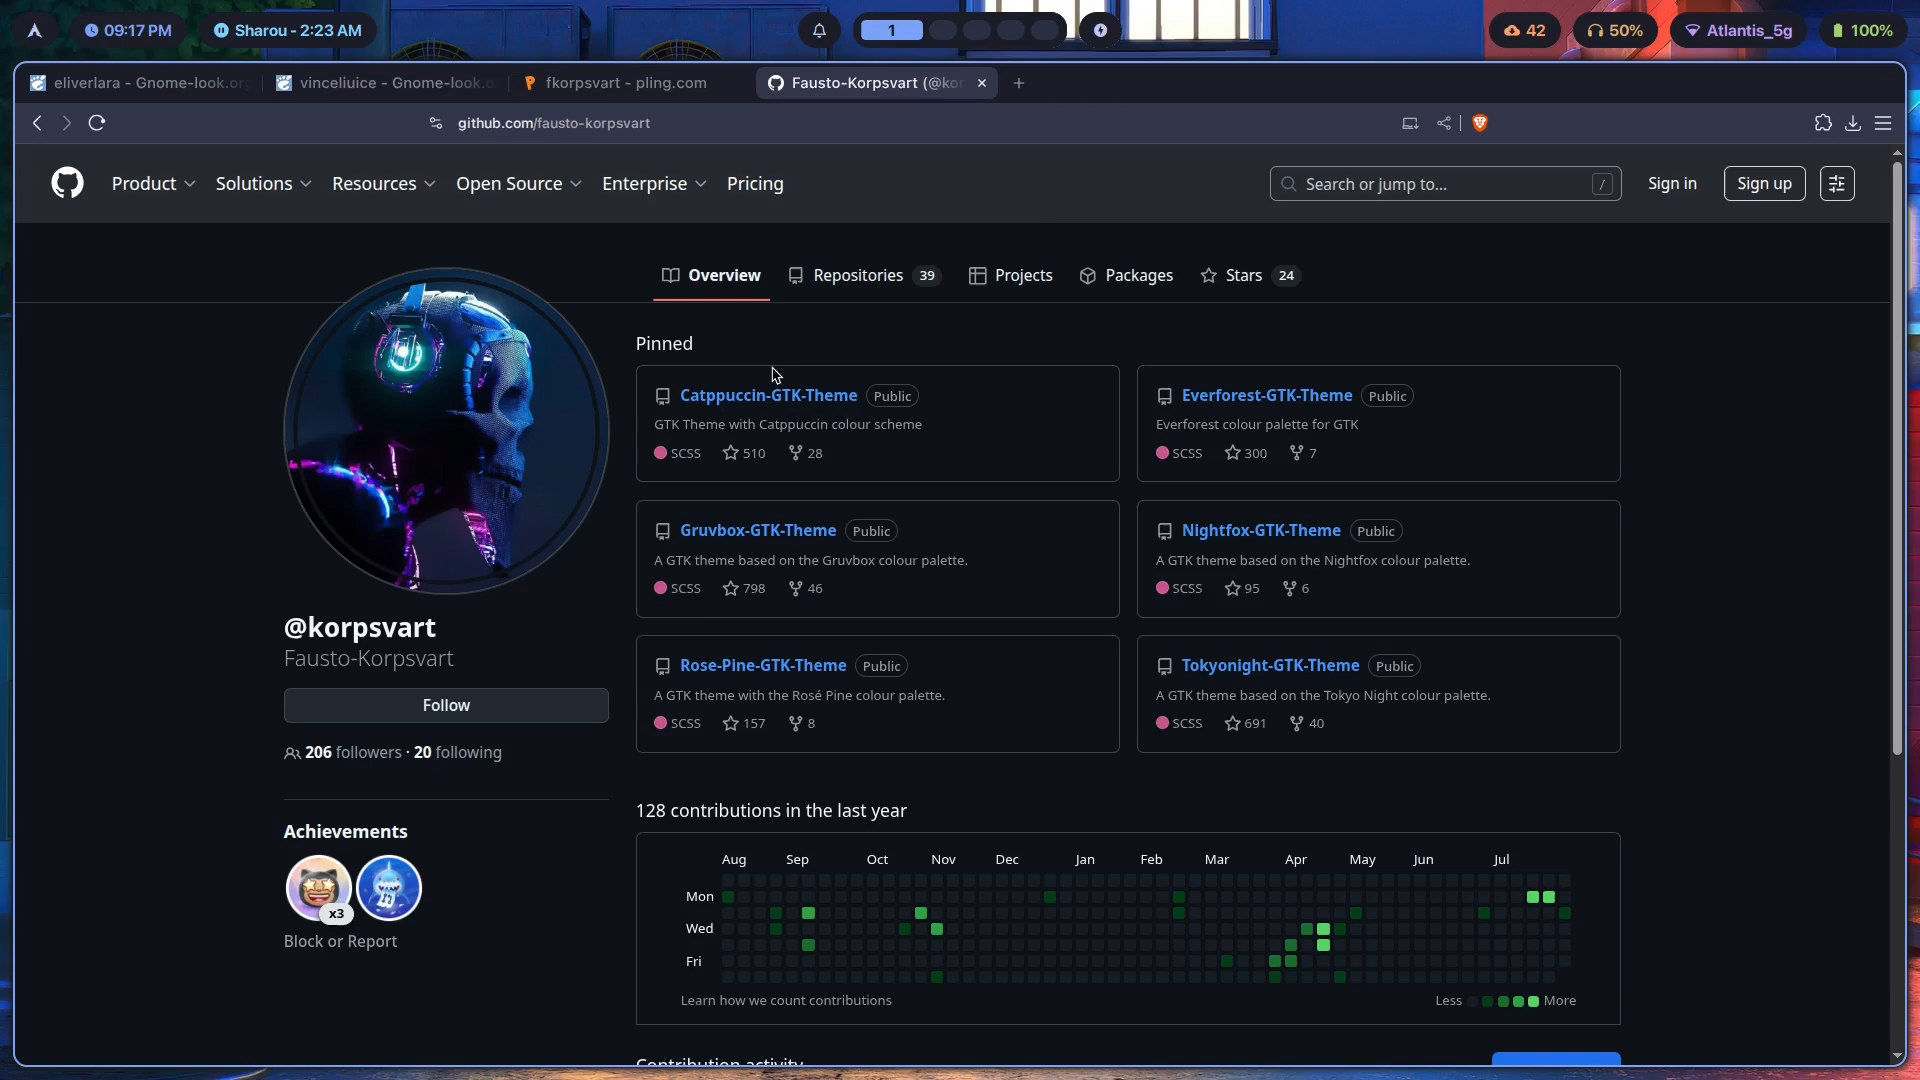 09:17 PM
Sharou - 2:23 AM
1
42
50%
Atlantis_5g
100%
eliverlara - Gnome-look.org
vinceliuice - Gnome-look.o
fkorpsvart - pling.com
Fausto-Korpsvart (@kor
github.com/fausto-korpsvart
Product
Solutions
Resources
Open Source
Enterprise
Pricing
Search or jump to...
/
Sign in
Sign up
Overview
Repositories 39
Projects
Packages
Stars 24
@korpsvart
Fausto-Korpsvart
Follow
206 followers · 20 following
Achievements
x3
Block or Report
Pinned
Catppuccin-GTK-Theme Public
GTK Theme with Catppuccin colour scheme
SCSS 510 28
Everforest-GTK-Theme Public
Everforest colour palette for GTK
SCSS 300 7
Gruvbox-GTK-Theme Public
A GTK theme based on the Gruvbox colour palette.
SCSS 798 46
Nightfox-GTK-Theme Public
A GTK theme based on the Nightfox colour palette.
SCSS 95 6
Rose-Pine-GTK-Theme Public
A GTK theme with the Rosé Pine colour palette.
SCSS 157 8
Tokyonight-GTK-Theme Public
A GTK theme based on the Tokyo Night colour palette.
SCSS 691 40
128 contributions in the last year
Aug Sep Oct Nov Dec Jan Feb Mar Apr May Jun Jul
Mon
Wed
Fri
Learn how we count contributions
Less
More
Contribution activity